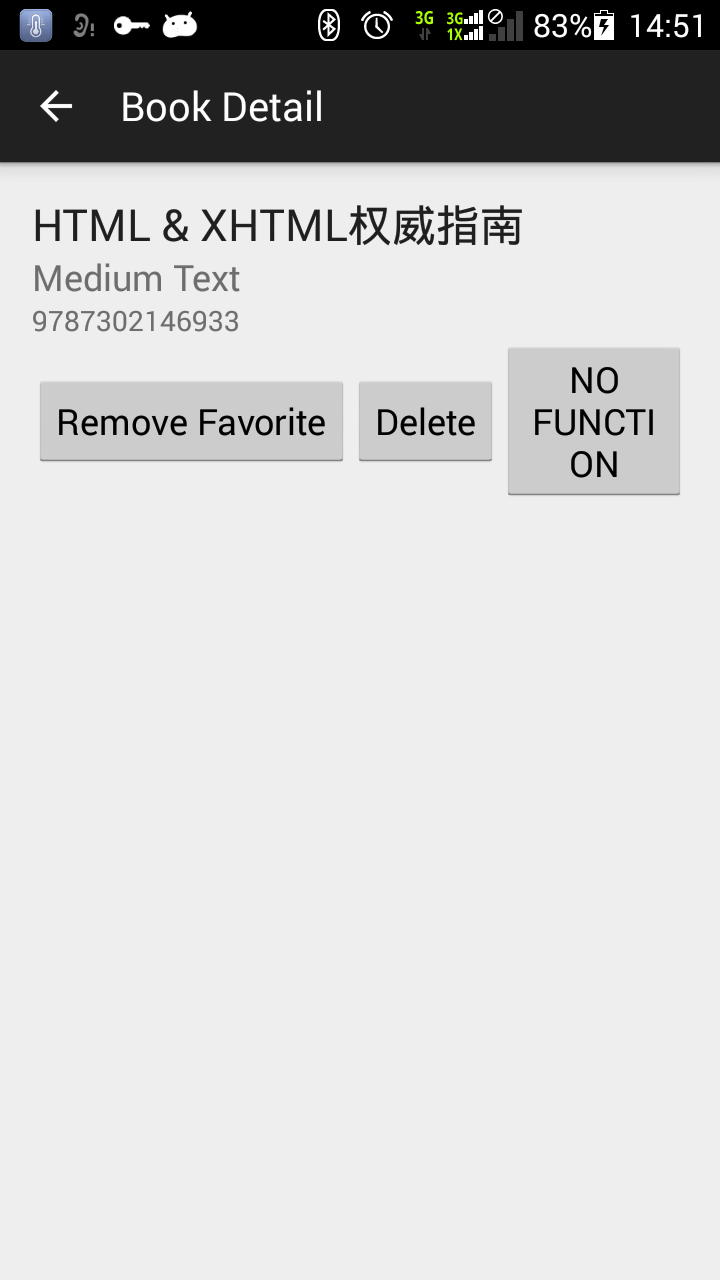 3G 3G 1X 83% 14:51
Book Detail
HTML & XHTML权威指南
Medium Text
9787302146933
Remove Favorite
Delete
NO
FUNCTI
ON